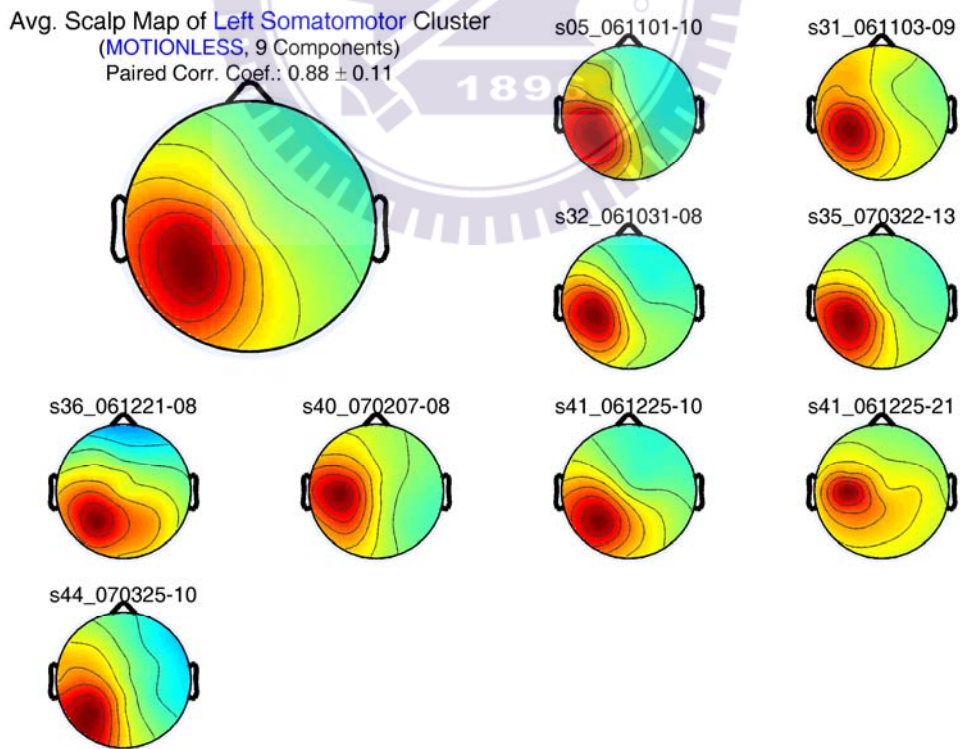 Avg. Scalp Map of Left Somatomotor Cluster
(MOTIONLESS, 9 Components)
Paired Corr. Coef.: 0.88 ± 0.11
1896
s05_061101-10
s31_061103-09
s32_061031-08
s35_070322-13
s36_061221-08
s40_070207-08
s41_061225-10
s41_061225-21
s44_070325-10